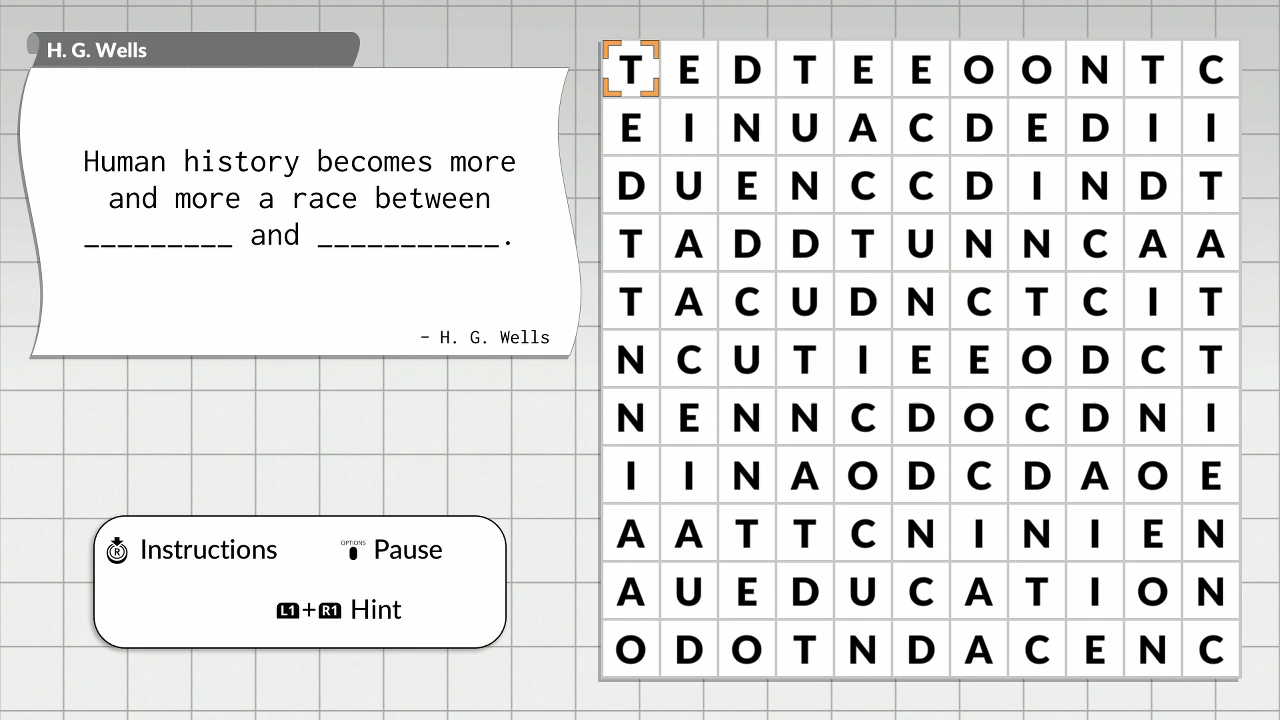 H. G. Wells
Human history becomes more
and more a race between
_________ and ___________.
– H. G. Wells
Instructions
OPTIONS Pause
L1+R1 Hint
T E D T E E O O N T C
E I N U A C D E D I I
D U E N C C D I N D T
T A D D T U N N C A A
T A C U D N C T C I T
N C U T I E E O D C T
N E N N C D O C D N I
I I N A O D C D A O E
A A T T C N I N I E N
A U E D U C A T I O N
O D O T N D A C E N C